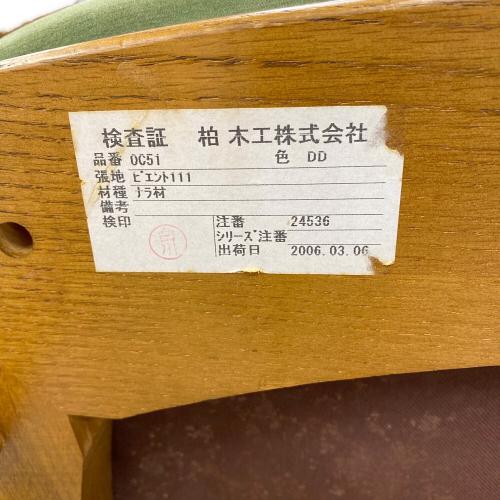 検査証 柏木工株式会社
品番 OC51 色 DD
張地 ビエント111
材種 ナラ材
備考
検印 注番 24536
シリーズ注番
出荷日 2006.03.06